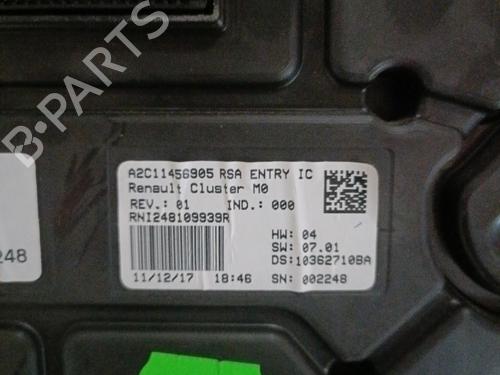 B-PARTS
A2C11456905 RSA ENTRY IC
Renault Cluster M0
REV.: 01 IND.: 000
RNI248109939R
HW: 04
SW: 07.01
DS:10362710BA
11/12/17 18:46 SN: 002248
248